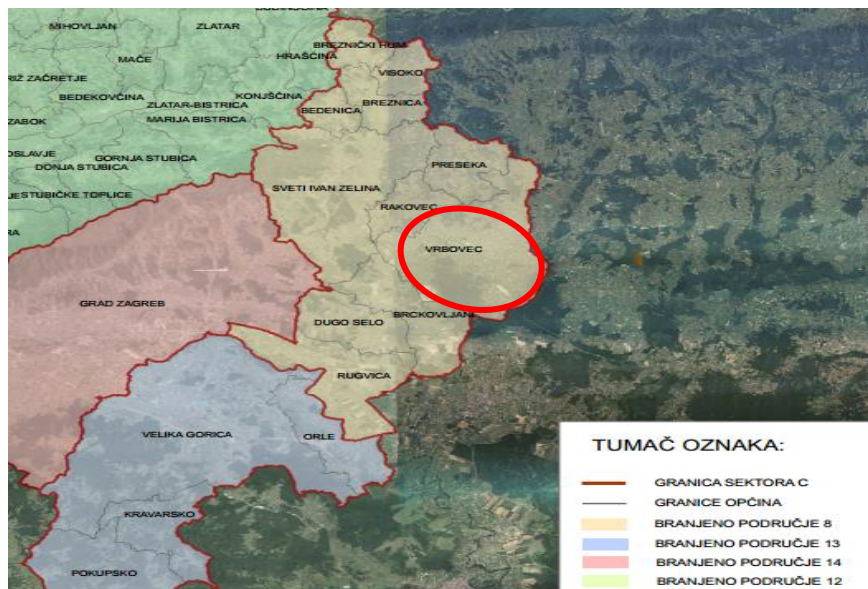 MIHOVLJAN
ZLATAR
BREZNIČKI HUM
MAČE
HRAŠĆINA
VISOKO
RIŽ ZAČRETJE
BEDEKOVČINA
KONJŠČINA
ZLATAR-BISTRICA
BREZNICA
BEDENICA
ZABOK
MARIJA BISTRICA
OSLAVJE
GORNJA STUBICA
DONJA STUBICA
PRESEKA
STUBIČKE TOPLICE
SVETI IVAN ZELINA
RAKOVEC
VRBOVEC
GRAD ZAGREB
BRCKOVLJANI
DUGO SELO
RUGVICA
VELIKA GORICA
ORLE
KRAVARSKO
POKUPSKO
TUMAČ OZNAKA:
GRANICA SEKTORA C
GRANICE OPĆINA
BRANJENO PODRUČJE 8
BRANJENO PODRUČJE 13
BRANJENO PODRUČJE 14
BRANJENO PODRUČJE 12